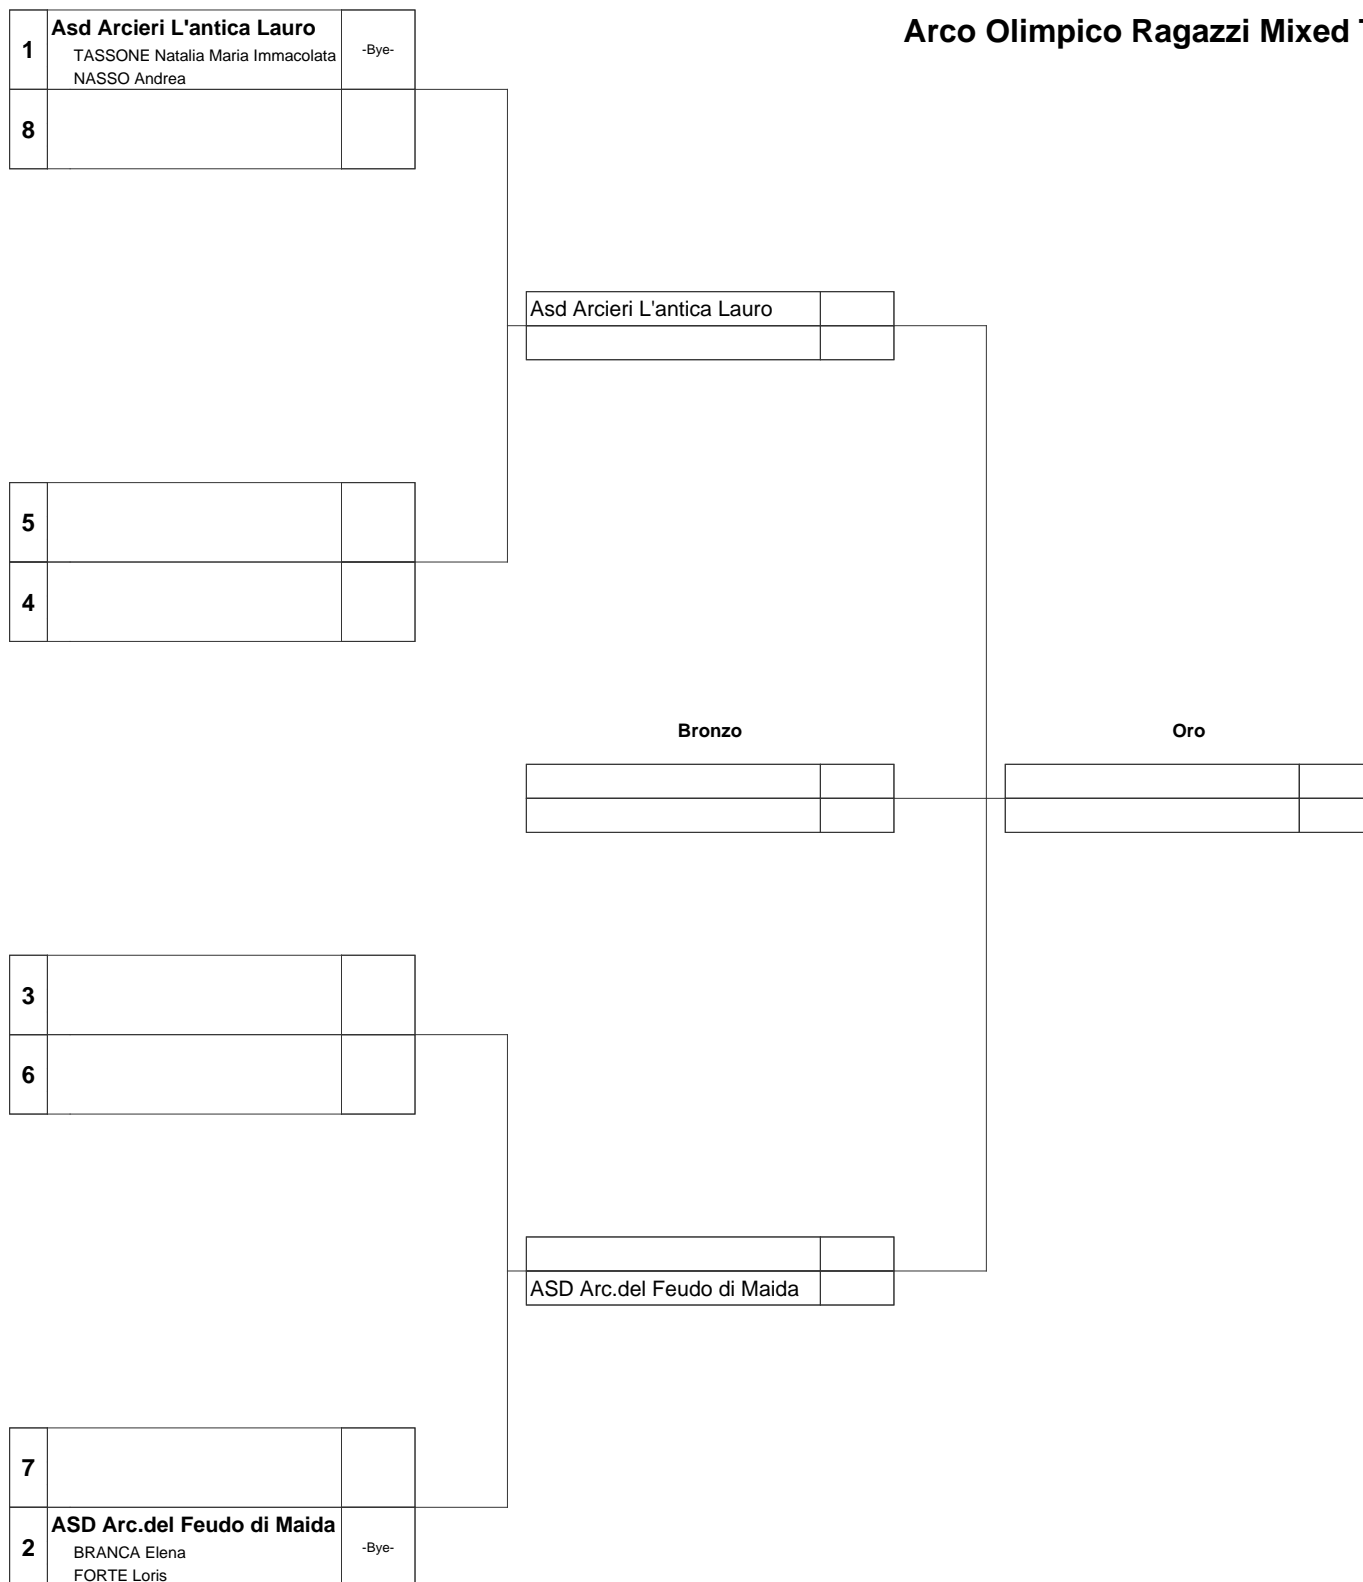 Arco Olimpico Ragazzi Mixed
1
Asd Arcieri L'antica Lauro
TASSONE Natalia Maria Immacolata
NASSO Andrea
-Bye-
8
Asd Arcieri L'antica Lauro
5
4
Bronzo
Oro
3
6
ASD Arc.del Feudo di Maida
7
2
ASD Arc.del Feudo di Maida
BRANCA Elena
FORTE Loris
-Bye-